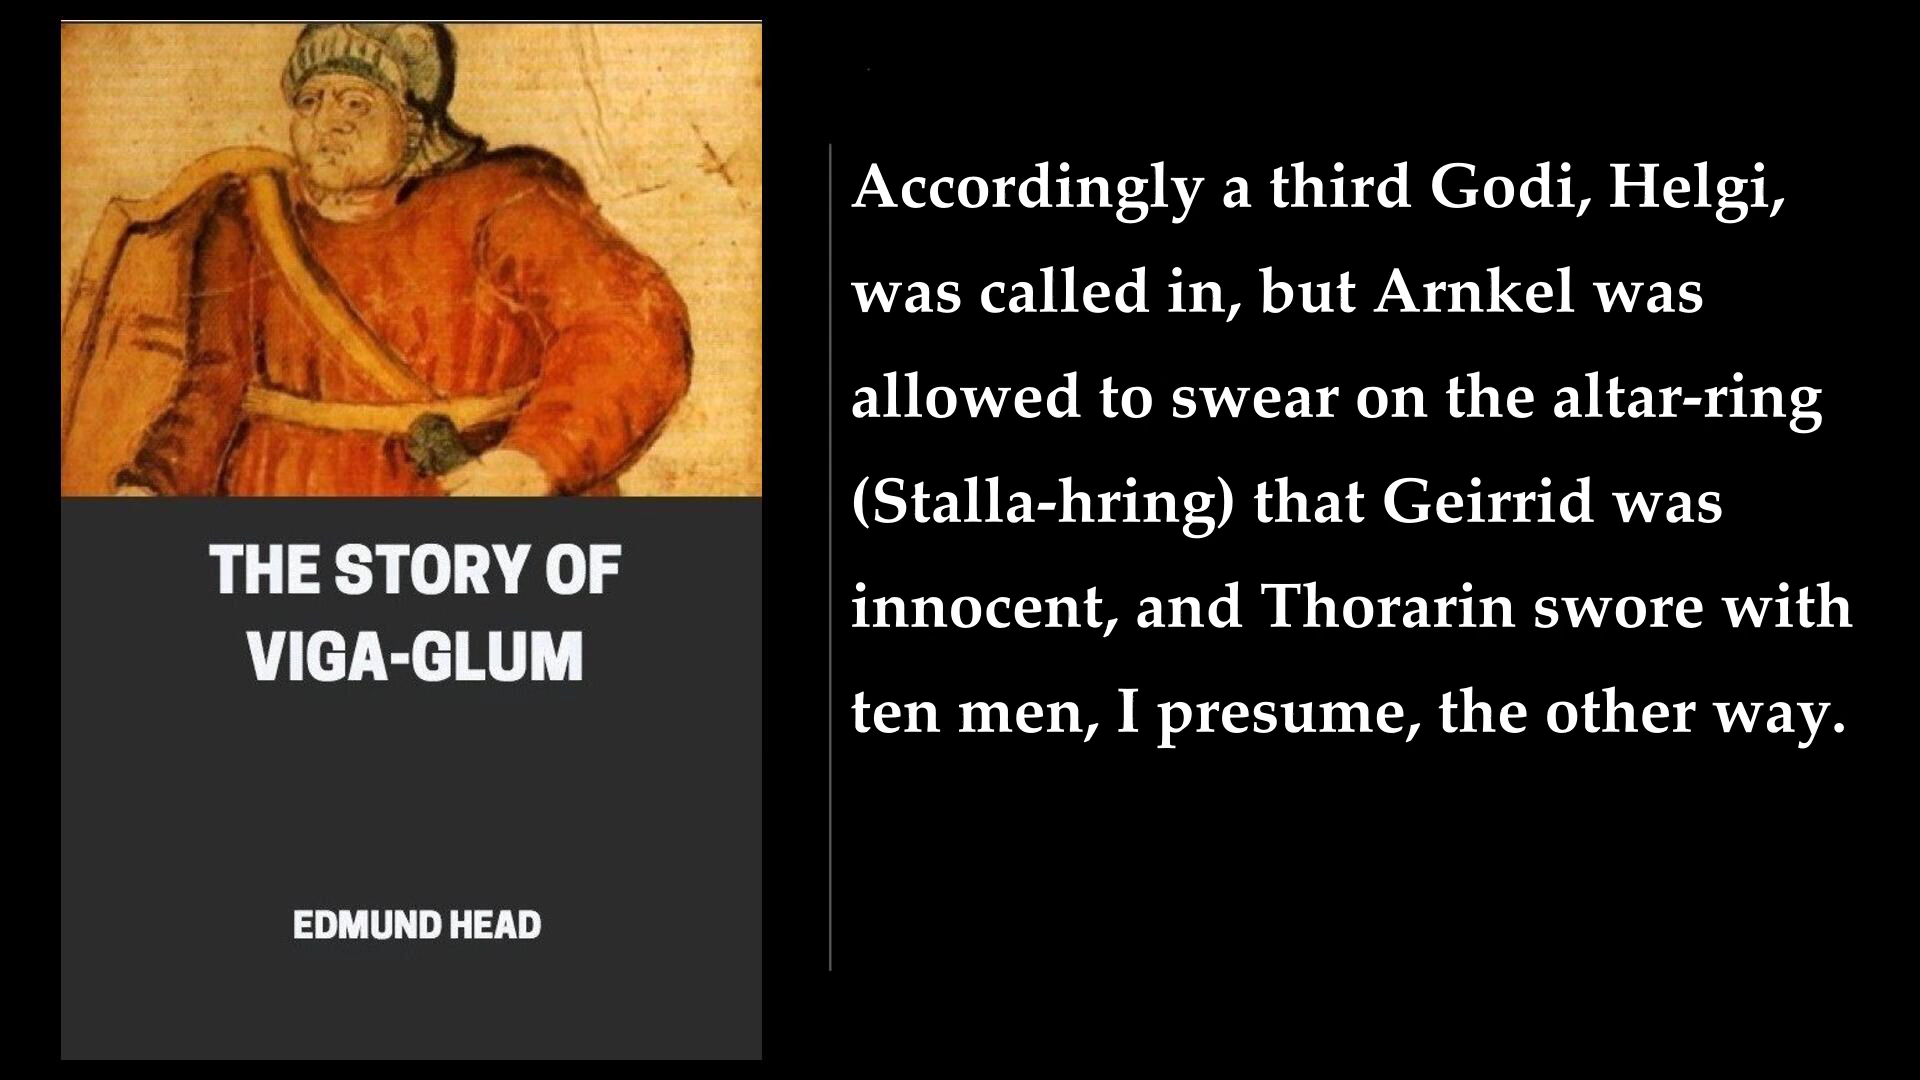 THE STORY OF
VIGA-GLUM
EDMUND HEAD
Accordingly a third Godi, Helgi,
was called in, but Arnkel was
allowed to swear on the altar-ring
(Stalla-hring) that Geirrid was
innocent, and Thorarin swore with
ten men, I presume, the other way.